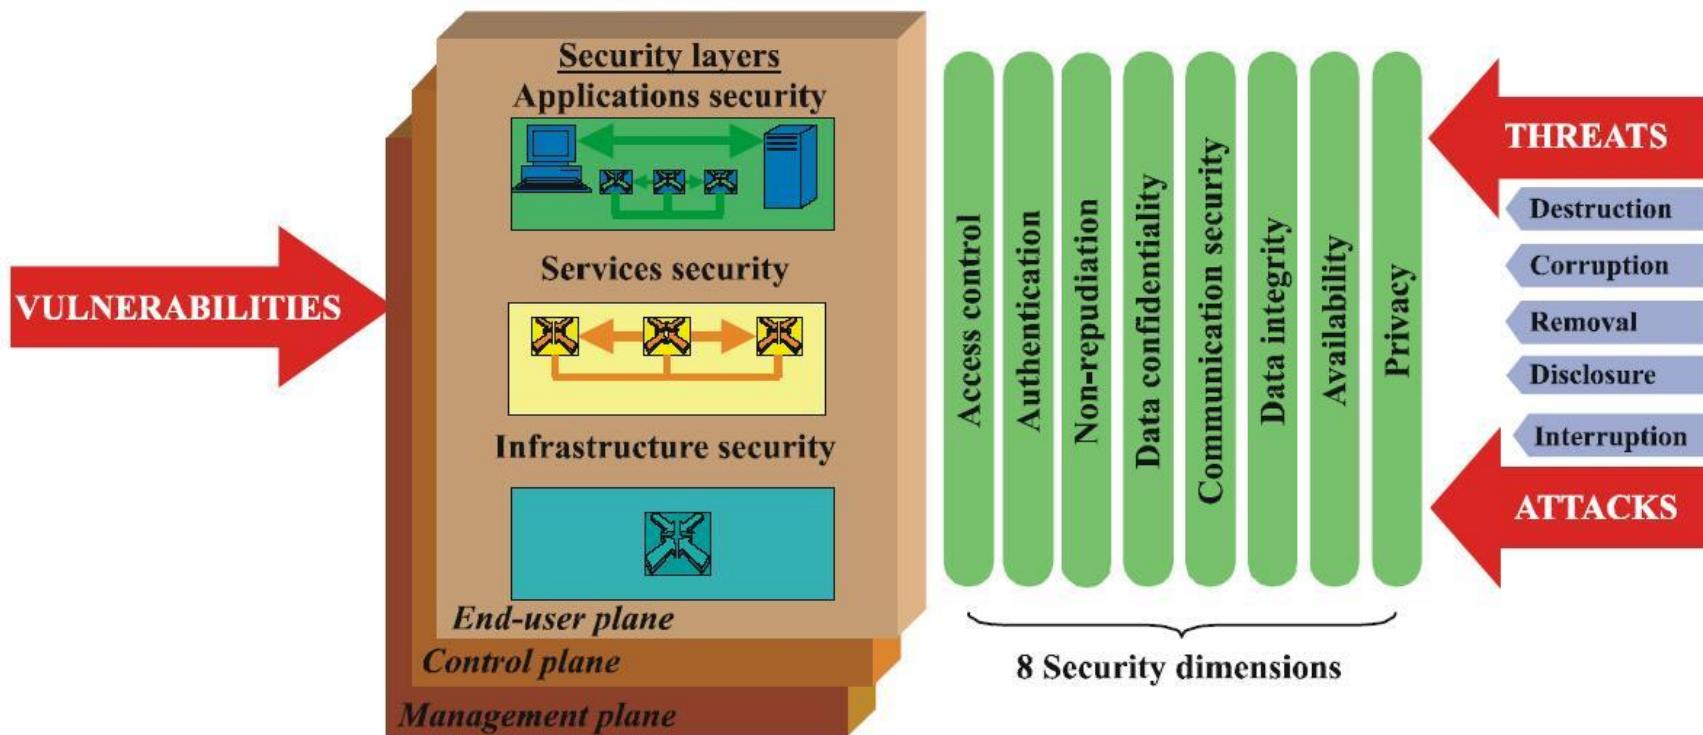 Security layers
Applications security
Services security
Infrastructure security
End-user plane
Control plane
Management plane
VULNERABILITIES
Access control
Authentication
Non-repudiation
Data confidentiality
Communication security
Data integrity
Availability
Privacy
8 Security dimensions
THREATS
Destruction
Corruption
Removal
Disclosure
Interruption
ATTACKS